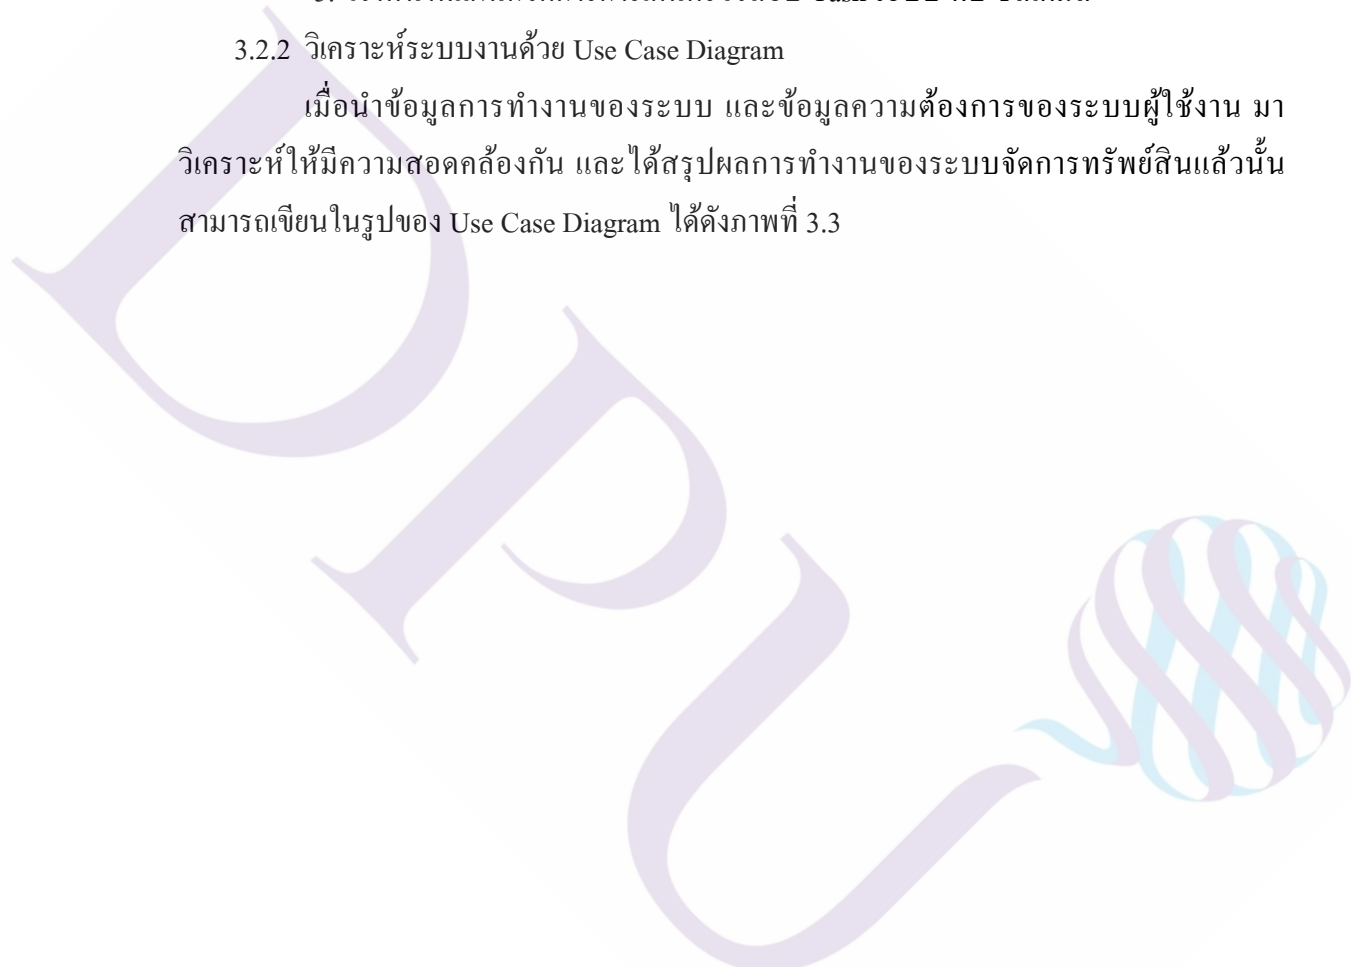 3.2.2 วิเคราะห์ระบบงานด้วย Use Case Diagram
เมื่อนำข้อมูลการทำงานของระบบ และข้อมูลความต้องการของระบบผู้ใช้งาน มา
วิเคราะห์ให้มีความสอดคล้องกัน และได้สรุปผลการทำงานของระบบจัดการทรัพย์สินแล้วนั้น
สามารถเขียนในรูปของ Use Case Diagram ได้ดังภาพที่ 3.3
DPU